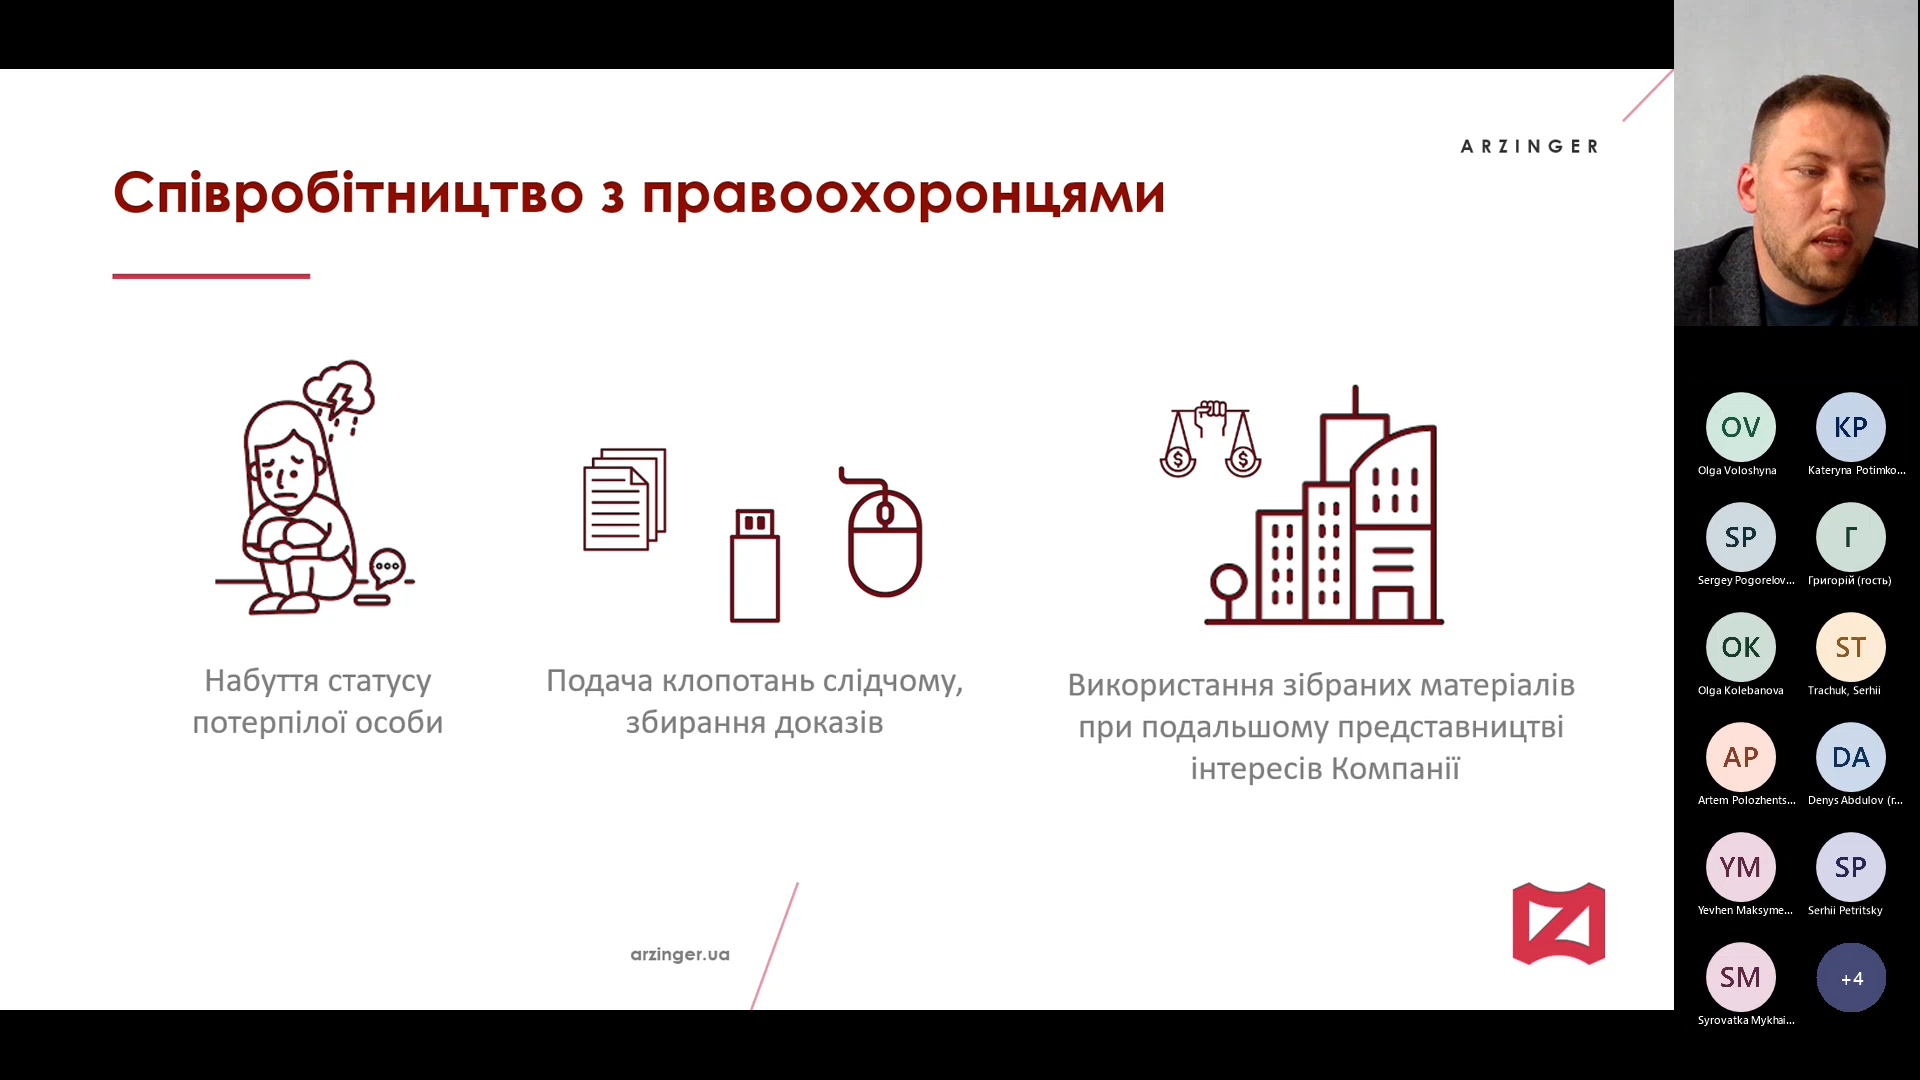 ARZINGER
Співробітництво з правоохоронцями
Набуття статусу
потерпілої особи
Подача клопотань слідчому,
збирання доказів
Використання зібраних матеріалів
при подальшому представництві
інтересів Компанії
arzinger.ua
OV
Olga Voloshyna
KP
Kateryna Potimko...
SP
Sergey Pogorelov...
Г
Григорій (гость)
OK
Olga Kolebanova
ST
Trachuk, Serhii
AP
Artem Polozhents...
DA
Denys Abdulov (r...
YM
Yevhen Maksyme...
SP
Serhii Petritsky
SM
Syrovatka Mykhai...
+4